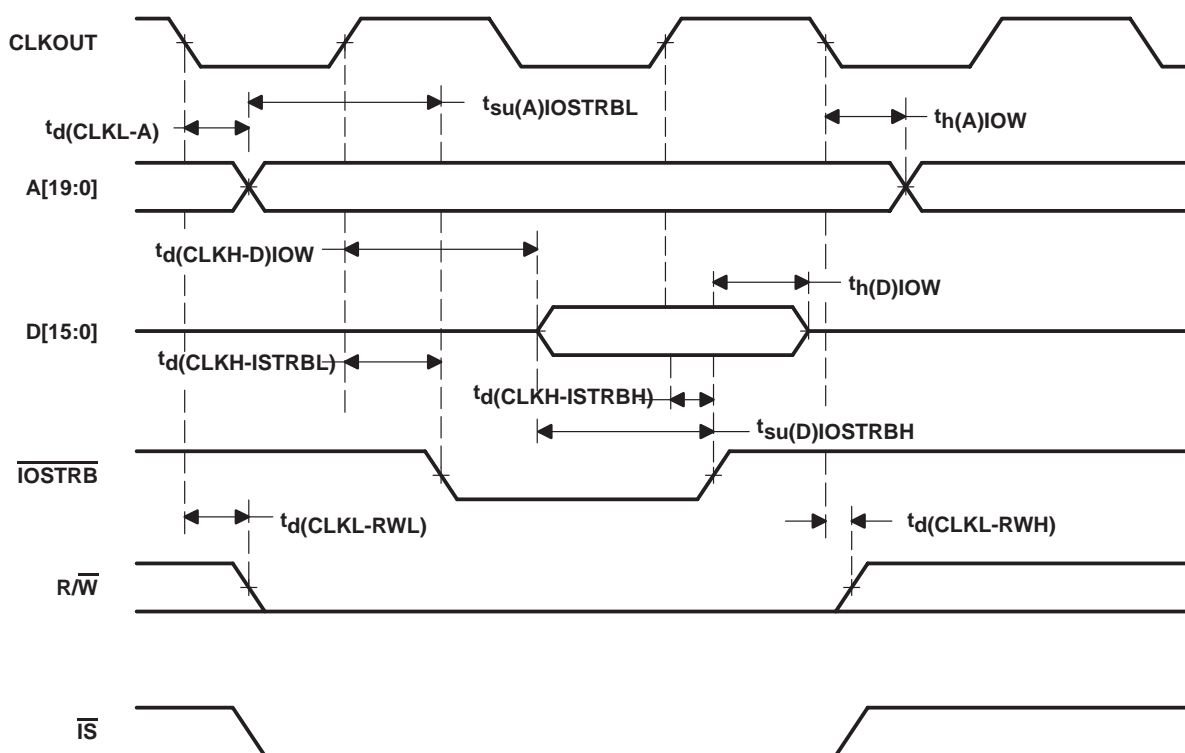 CLKOUT
tsu(A)IOSTRBL
td(CLKL-A)
th(A)IOW
A[19:0]
td(CLKH-D)IOW
th(D)IOW
D[15:0]
td(CLKH-ISTRBL)
td(CLKH-ISTRBH)
tsu(D)IOSTRBH
IOSTRB
td(CLKL-RWL)
td(CLKL-RWH)
R/W
IS